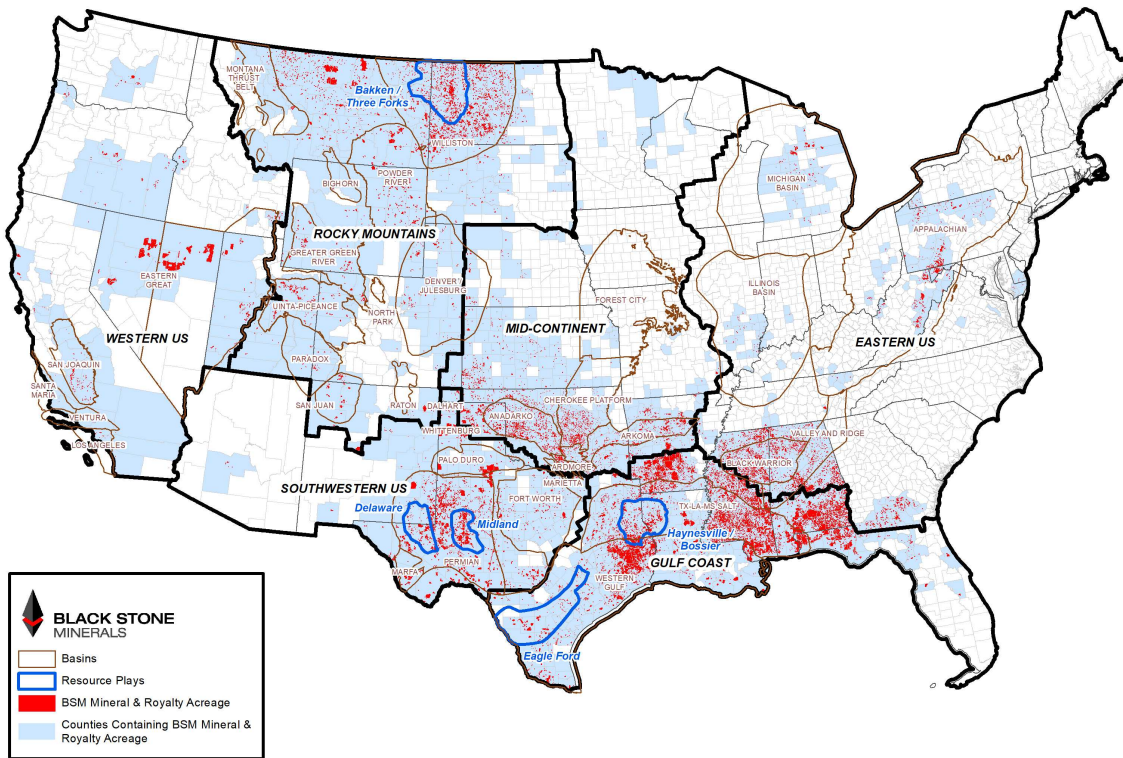 MONTANA
THRUST
BELT
Bakken /
Three Forks
WILLISTON
POWDER
RIVER
BIGHORN
ROCKY MOUNTAINS
GREATER GREEN
RIVER
EASTERN
GREAT
UINTA-PICEANCE
NORTH
PARK
DENVER/
JULESBURG
WESTERN US
PARADOX
SAN JOAQUIN
SANTA
MARIA
VENTURA
LOS ANGELES
SAN JUAN
RATON
DALHART
MID-CONTINENT
FOREST CITY
CHEROKEE PLATFORM
ANADARKO
WHITTENBURG
ARKOMA
PALO DURO
ARDMORE
MARIETTA
MICHIGAN
BASIN
APPALACHIAN
ILLINOIS
BASIN
EASTERN US
VALLEY AND RIDGE
BLACK WARRIOR
SOUTHWESTERN US
FORT WORTH
Delaware
Midland
TX-LA-MS SALT
Haynesville /
Bossier
GULF COAST
MARFA
PERMIAN
WESTERN
GULF
Eagle Ford
BLACK STONE
MINERALS
Basins
Resource Plays
BSM Mineral & Royalty Acreage
Counties Containing BSM Mineral &
Royalty Acreage